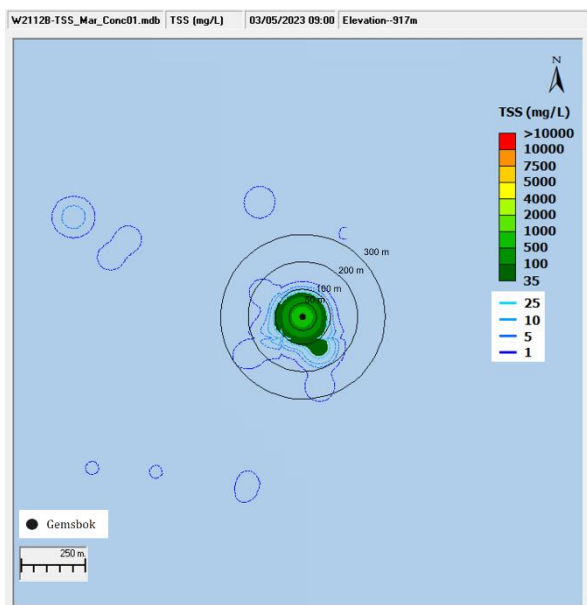 W2112B-TSS_Mar_Conc01.mdb TSS (mg/L) 03/05/2023 09:00 Elevation--917m
N
TSS (mg/L)
>10000
10000
7500
5000
4000
2000
1000
500
100
35
25
10
5
1
300 m
200 m
100 m
50 m
Gemsbok
250 m.